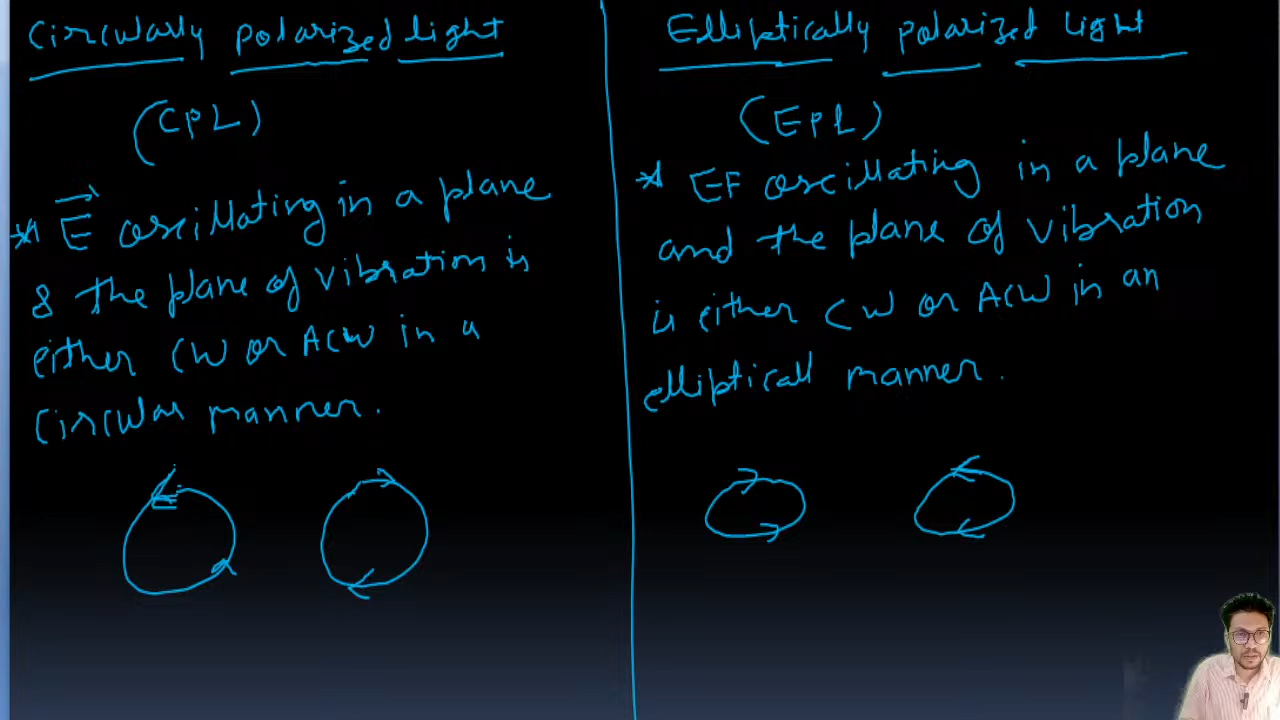 Circularly polarized light
(CPL)
* E oscillating in a plane
& the plane of vibration is
either CW or ACW in a
circular manner.
Elliptically polarized light
(EPL)
* EF oscillating in a plane
and the plane of vibration
is either CW or ACW in an
elliptical manner.